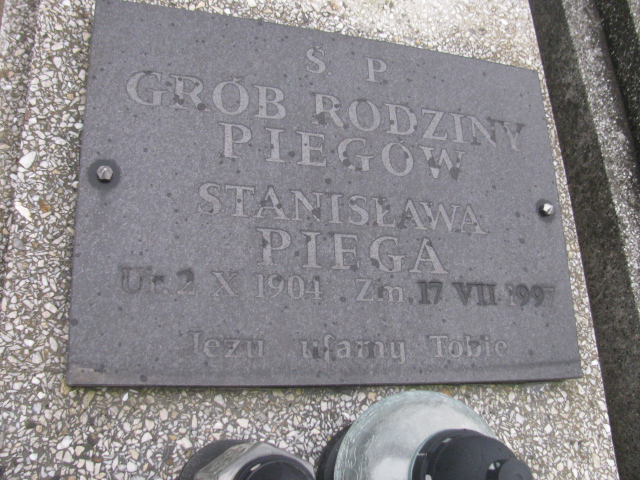 Ś. P.
GRÓB RODZINY
PIEGÓW
STANISŁAWA
PIEGA
Ur. 2 X 1904 Zm. 17 VII 1997
Jezu ufamy Tobie